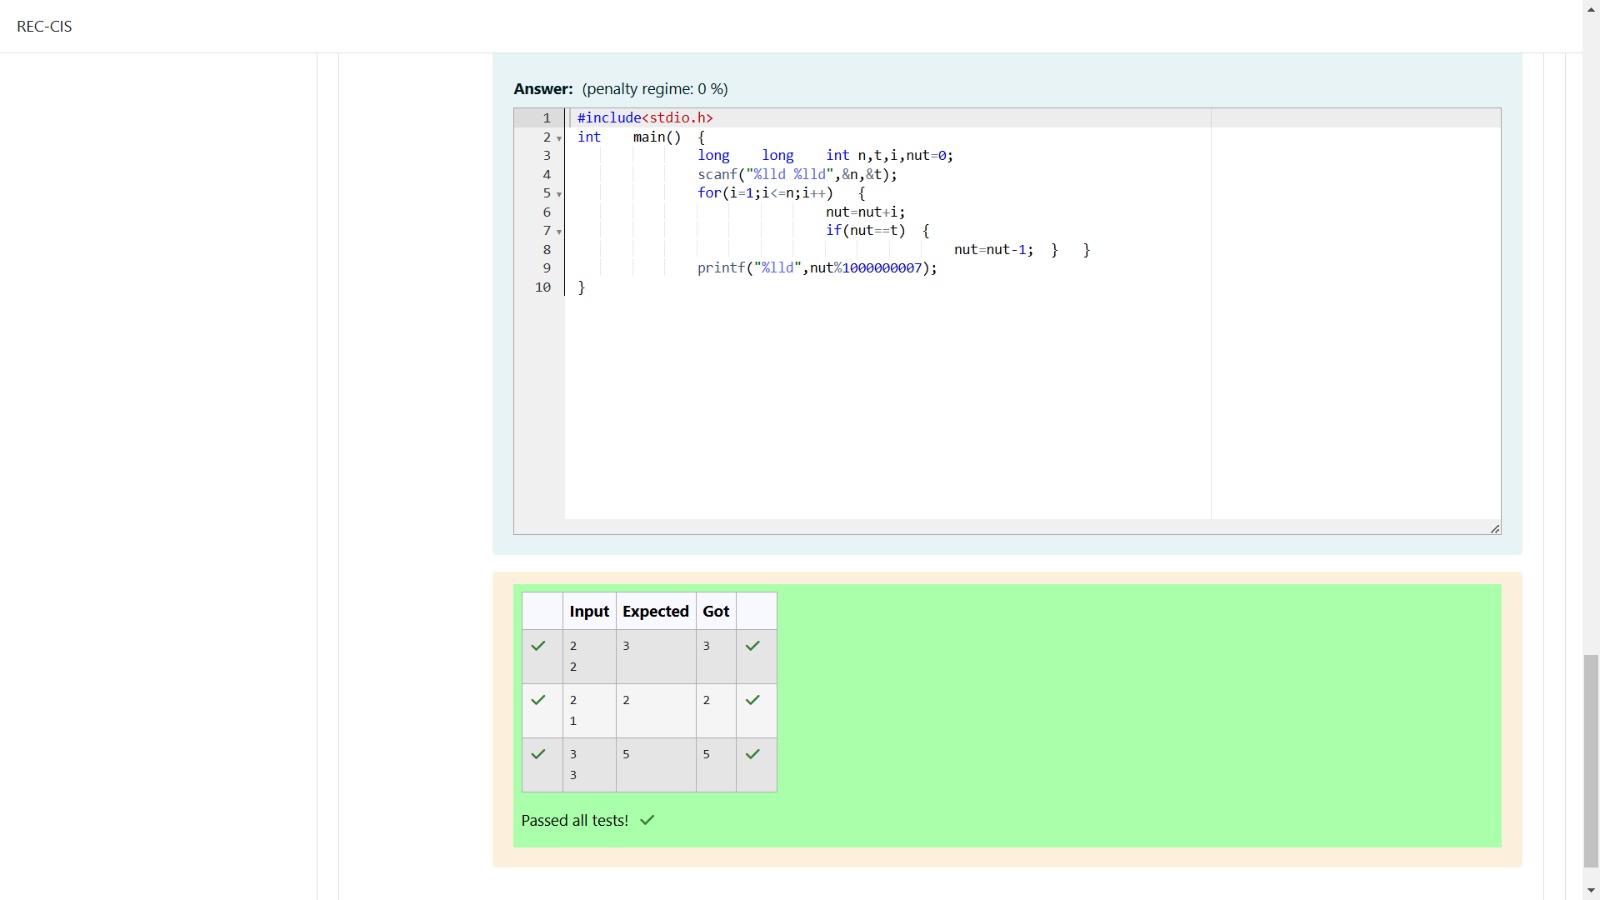 REC-CIS
Answer: (penalty regime: 0 %)
1 #include<stdio.h>
2 int main() {
3 long long int n,t,i,nut=0;
4 scanf("%lld %lld",&n,&t);
5 for(i=1;i<=n;i++) {
6 nut=nut+i;
7 if(nut==t) {
8 nut=nut-1; } }
9 printf("%lld",nut%1000000007);
10 }
Input Expected Got
2 3 3
2
2 2 2
1
3 5 5
3
Passed all tests!